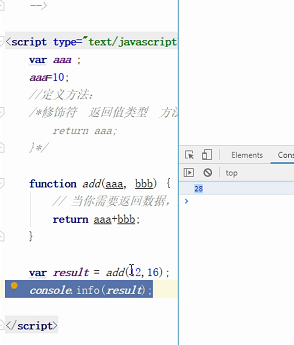 -->
<script type="text/javascript
var aaa ;
aaa=10;
//定义方法:
/*修饰符 返回值类型 方法
return aaa;
}*/
function add(aaa, bbb) {
// 当你需要返回数据,
return aaa+bbb;
}
var result = add(12,16);
console.info(result);
</script>
Elements Cons
top
28
>